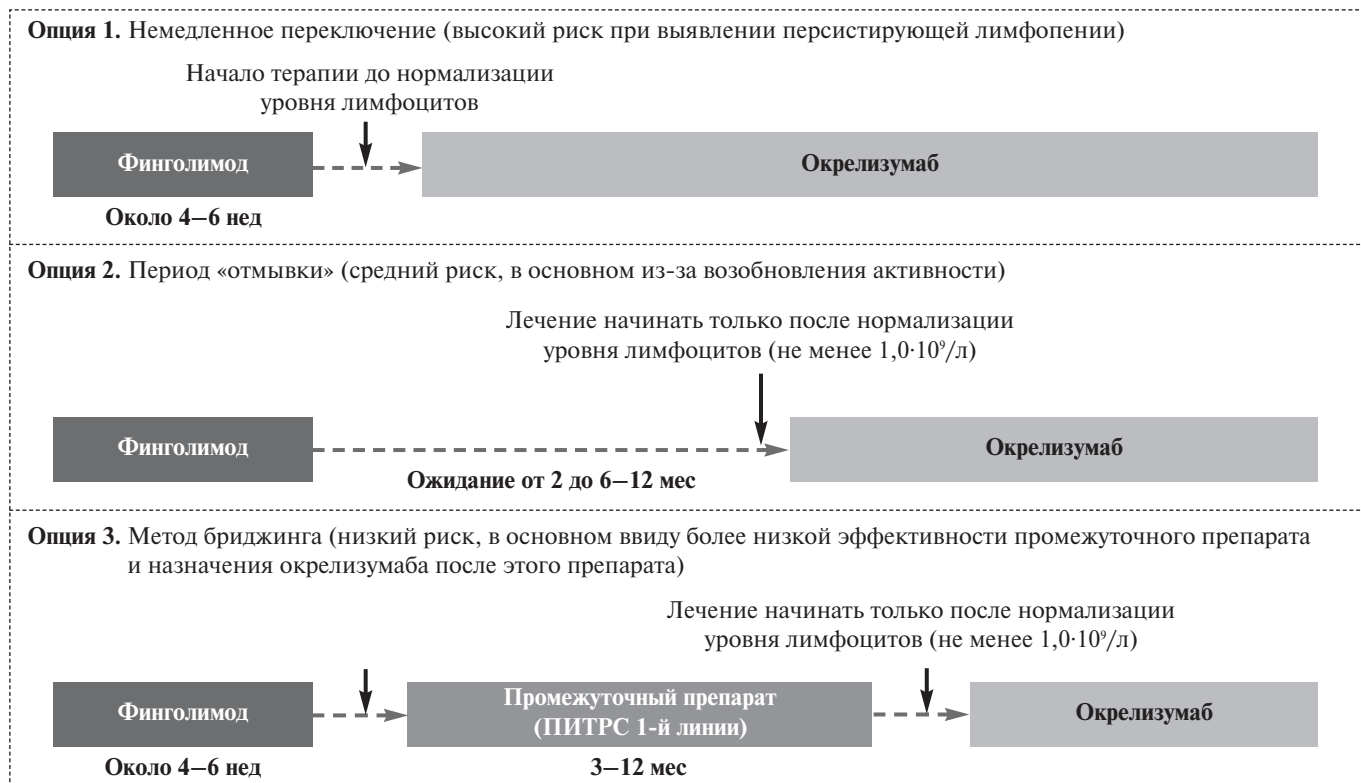 Опция 1. Немедленное переключение (высокий риск при выявлении персистирующей лимфопении)
Начало терапии до нормализации
уровня лимфоцитов
Финголимод
Окрелизумаб
Около 4–6 нед
Опция 2. Период «отмывки» (средний риск, в основном из-за возобновления активности)
Лечение начинать только после нормализации
уровня лимфоцитов (не менее 1,0·10⁹/л)
Финголимод
Окрелизумаб
Ожидание от 2 до 6–12 мес
Опция 3. Метод бриджинга (низкий риск, в основном ввиду более низкой эффективности промежуточного препарата
и назначения окрелизумаба после этого препарата)
Лечение начинать только после нормализации
уровня лимфоцитов (не менее 1,0·10⁹/л)
Финголимод
Промежуточный препарат
(ПИТРС 1-й линии)
Окрелизумаб
Около 4–6 нед
3–12 мес